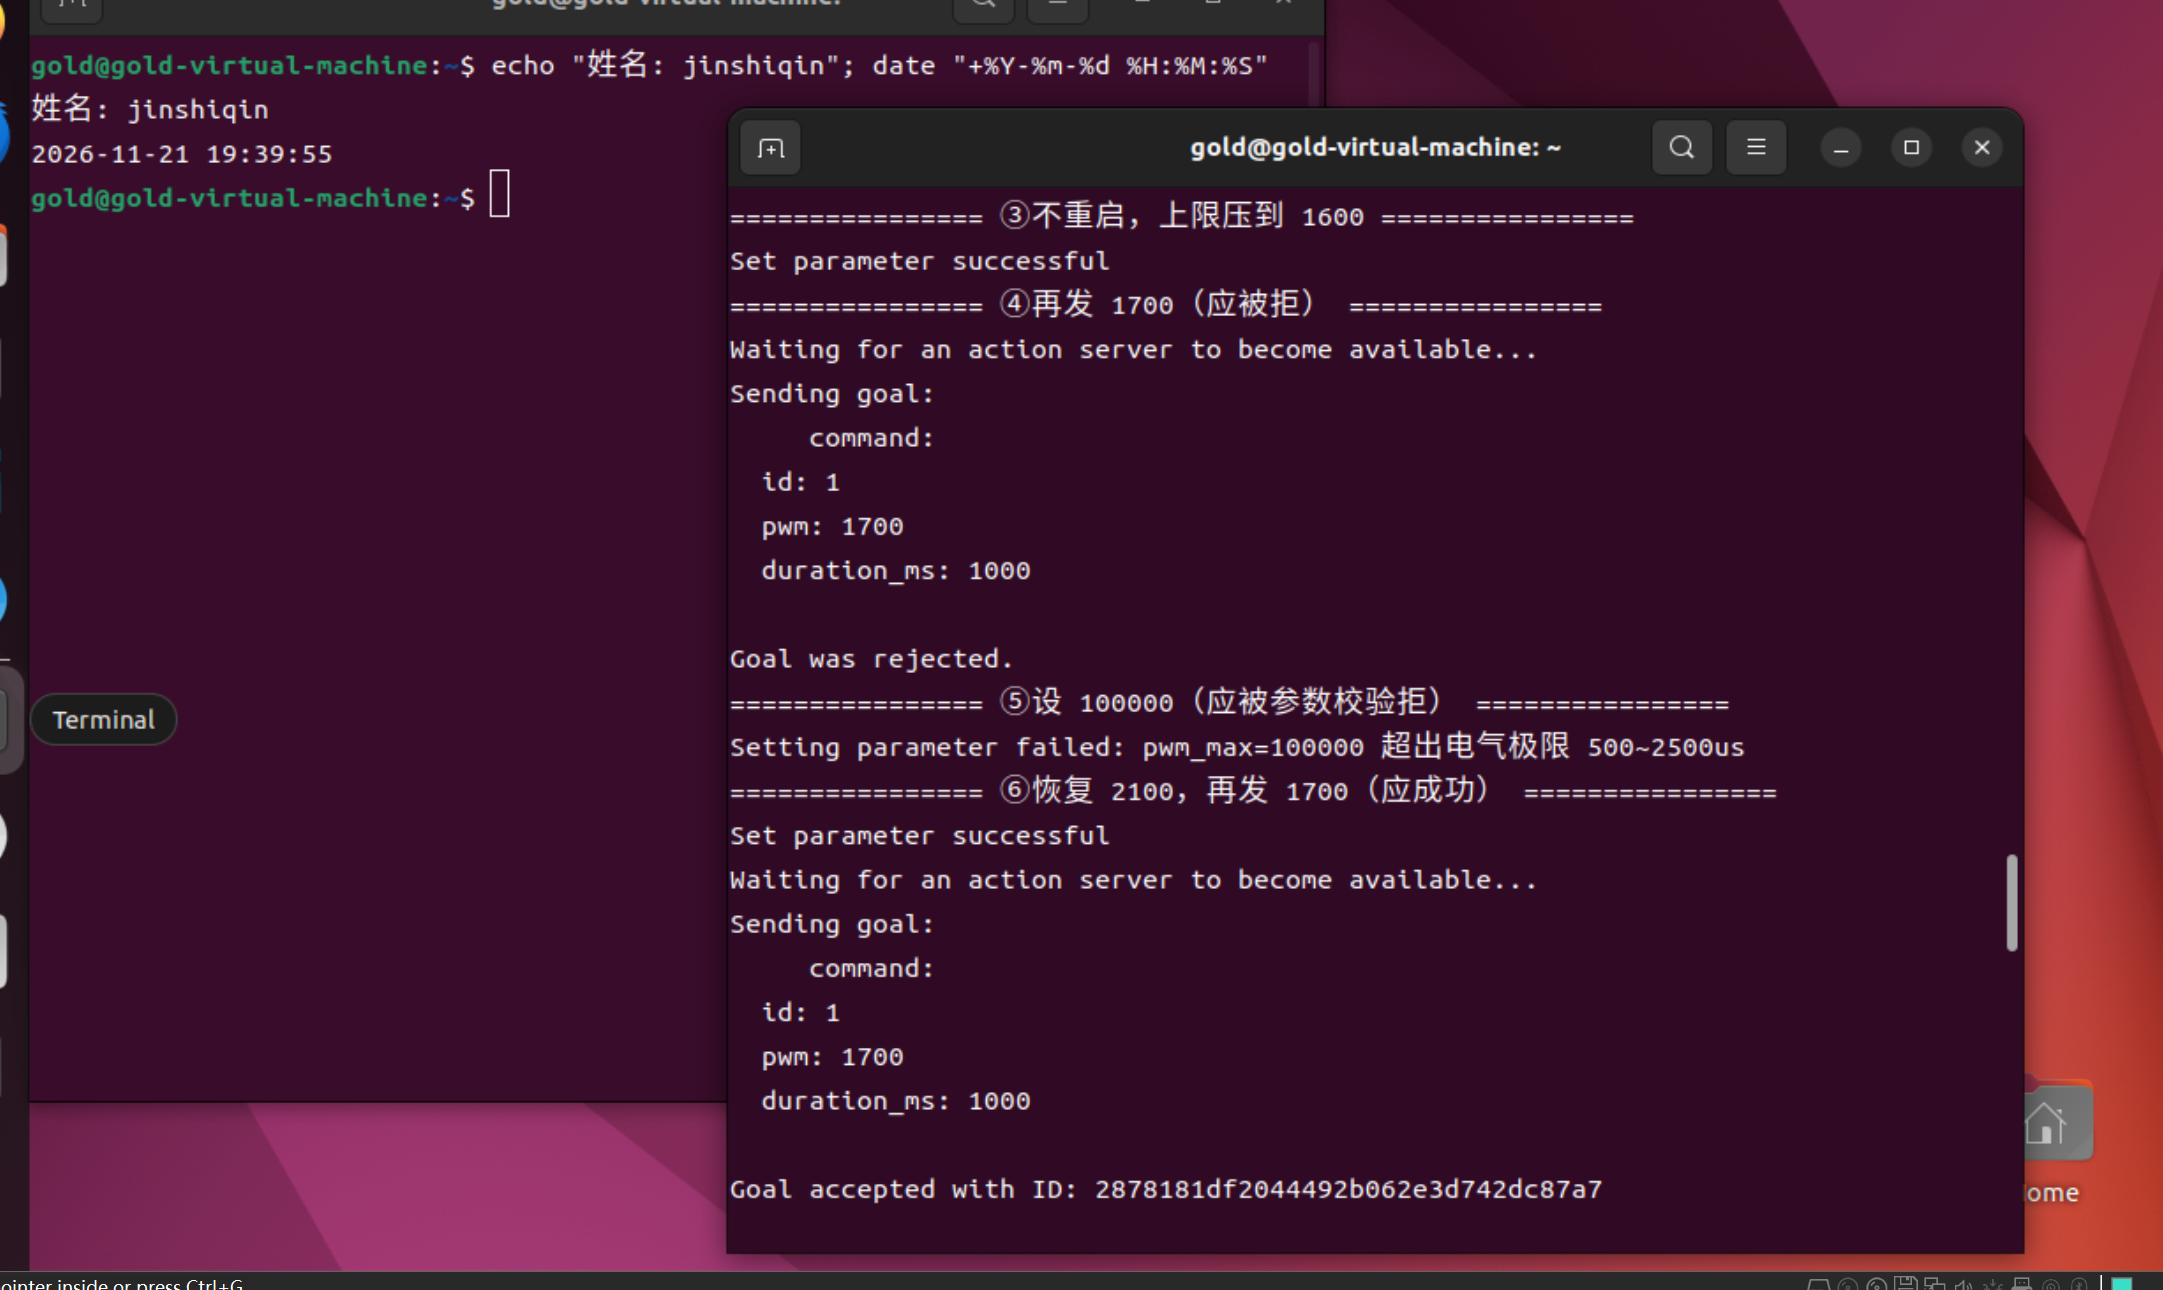 gold@gold-virtual-machine:~$ echo "姓名: jinshiqin"; date "+%Y-%m-%d %H:%M:%S"
姓名: jinshiqin
2026-11-21 19:39:55
gold@gold-virtual-machine:~$
Terminal
gold@gold-virtual-machine: ~
================ ③不重启，上限压到 1600 ================
Set parameter successful
================ ④再发 1700（应被拒） ================
Waiting for an action server to become available...
Sending goal:
     command:
  id: 1
  pwm: 1700
  duration_ms: 1000
Goal was rejected.
================ ⑤设 100000（应被参数校验拒） ================
Setting parameter failed: pwm_max=100000 超出电气极限 500~2500us
================ ⑥恢复 2100，再发 1700（应成功） ================
Set parameter successful
Waiting for an action server to become available...
Sending goal:
     command:
  id: 1
  pwm: 1700
  duration_ms: 1000
Goal accepted with ID: 2878181df2044492b062e3d742dc87a7
ome
ointer inside or press Ctrl+G